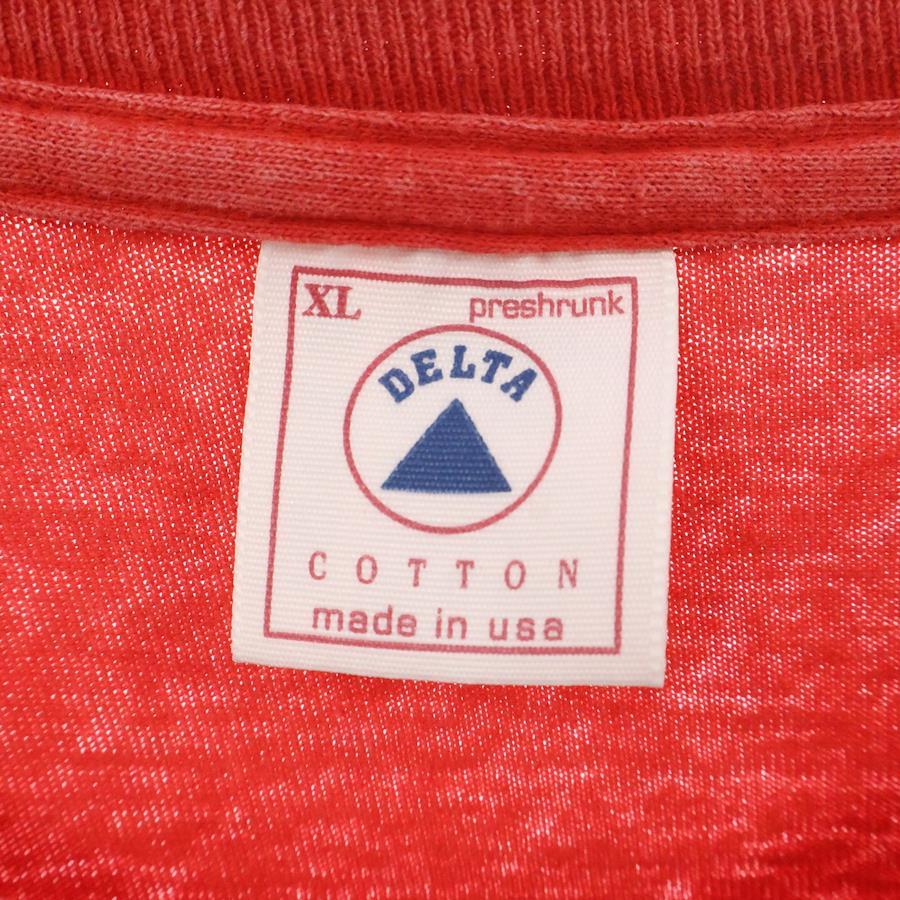 XL preshrunk
DELTA
COTTON
made in usa